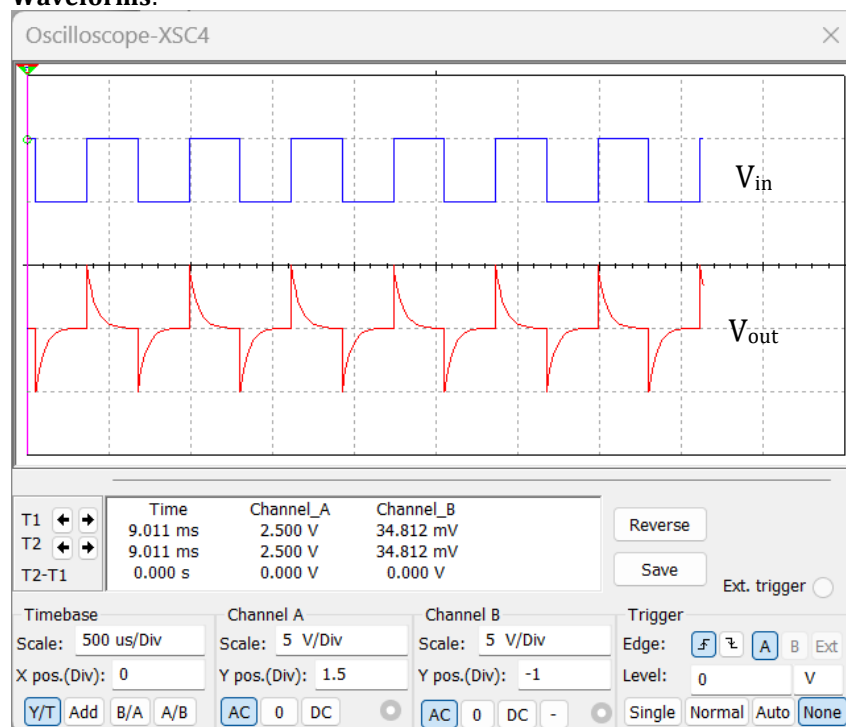 Waveforms:
Oscilloscope-XSC4
Vin
Vout
Time Channel_A Channel_B
T1 9.011 ms 2.500 V 34.812 mV
T2 9.011 ms 2.500 V 34.812 mV
T2-T1 0.000 s 0.000 V 0.000 V
Reverse
Save
Ext. trigger
Timebase Channel A Channel B Trigger
Scale: 500 us/Div Scale: 5 V/Div Scale: 5 V/Div Edge: A B Ext
X pos.(Div): 0 Y pos.(Div): 1.5 Y pos.(Div): -1 Level: 0 V
Y/T Add B/A A/B AC 0 DC AC 0 DC - Single Normal Auto None